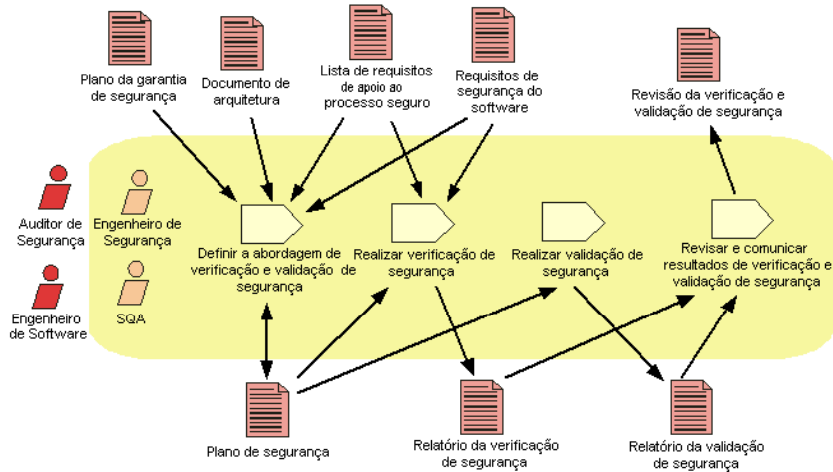 Plano da garantia
de segurança
Documento de
arquitetura
Lista de requisitos
de apoio ao
processo seguro
Requisitos de
segurança do
software
Revisão da verificação e
validação de segurança
Auditor de
Segurança
Engenheiro de
Segurança
Engenheiro
de Software
SQA
Definir a abordagem de
verificação e validação de
segurança
Realizar verificação de
segurança
Realizar validação de
segurança
Revisar e comunicar
resultados de verificação e
validação de segurança
Plano de segurança
Relatório da verificação
de segurança
Relatório da validação
de segurança